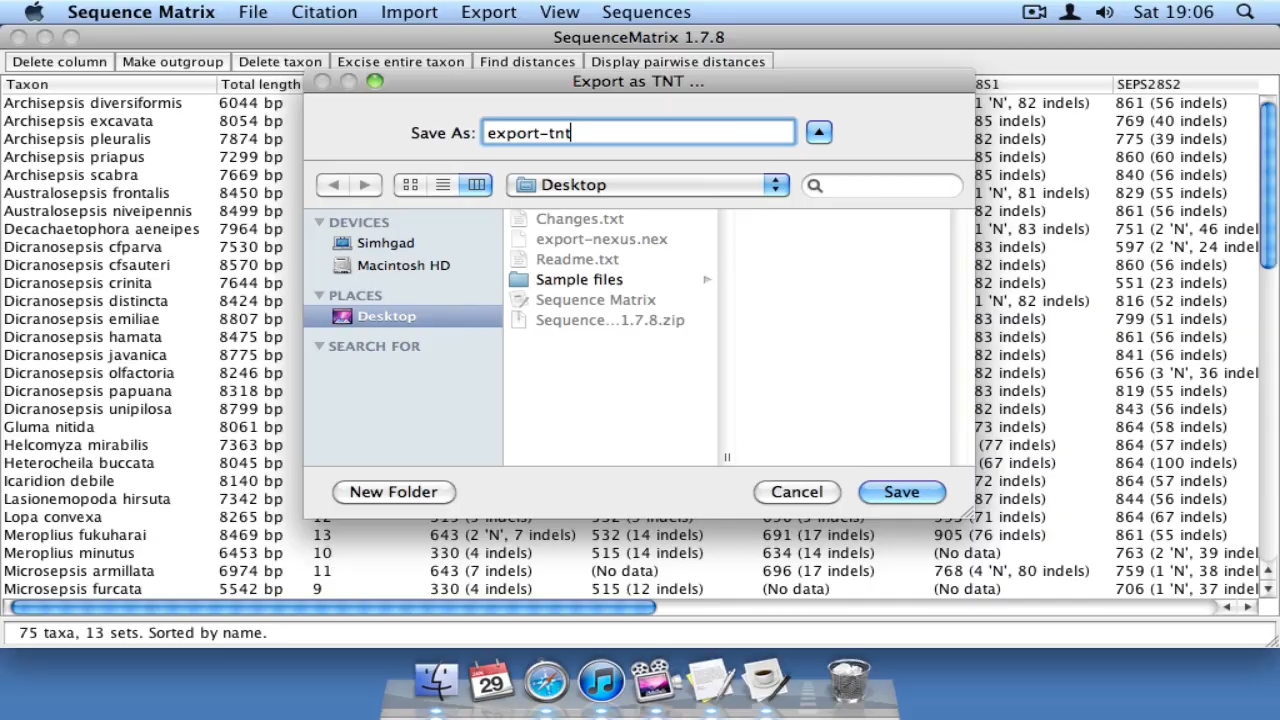 Sequence Matrix File Citation Import Export View Sequences Sat 19:06
SequenceMatrix 1.7.8
Delete column Make outgroup Delete taxon Excise entire taxon Find distances Display pairwise distances
Export as TNT ...
Taxon Total length 8S1 SEPS28S2
Save As: export-tnt
Desktop
DEVICES
Simhgad
Macintosh HD
PLACES
Desktop
SEARCH FOR
Changes.txt
export-nexus.nex
Readme.txt
Sample files
Sequence Matrix
Sequence...1.7.8.zip
New Folder Cancel Save
Archisepsis diversiformis 6044 bp 1 'N', 82 indels) 861 (56 indels)
Archisepsis excavata 8054 bp 85 indels) 769 (40 indels)
Archisepsis pleuralis 7874 bp 82 indels) 775 (39 indels)
Archisepsis priapus 7299 bp 85 indels) 860 (60 indels)
Archisepsis scabra 7669 bp 85 indels) 840 (56 indels)
Australosepsis frontalis 8450 bp 1 'N', 81 indels) 829 (55 indels)
Australosepsis niveipennis 8499 bp 82 indels) 861 (56 indels)
Decachaetophora aeneipes 7964 bp 1 'N', 83 indels) 751 (2 'N', 46 indel
Dicranosepsis cfparva 7530 bp 83 indels) 597 (2 'N', 24 indel
Dicranosepsis cfsauteri 8570 bp 82 indels) 860 (56 indels)
Dicranosepsis crinita 7644 bp 82 indels) 551 (23 indels)
Dicranosepsis distincta 8424 bp 1 'N', 82 indels) 816 (52 indels)
Dicranosepsis emiliae 8807 bp 83 indels) 799 (51 indels)
Dicranosepsis hamata 8475 bp 82 indels) 861 (56 indels)
Dicranosepsis javanica 8775 bp 82 indels) 841 (56 indels)
Dicranosepsis olfactoria 8246 bp 82 indels) 656 (3 'N', 36 indel
Dicranosepsis papuana 8318 bp 83 indels) 819 (55 indels)
Dicranosepsis unipilosa 8799 bp 82 indels) 843 (56 indels)
Gluma nitida 8061 bp 73 indels) 864 (58 indels)
Helcomyza mirabilis 7363 bp (77 indels) 864 (57 indels)
Heterocheila buccata 8045 bp (67 indels) 864 (100 indels)
Icaridion debile 8140 bp 72 indels) 864 (57 indels)
Lasionemopoda hirsuta 7342 bp 87 indels) 844 (56 indels)
Lopa convexa 8265 bp (71 indels) 864 (67 indels)
Meroplius fukuharai 8469 bp 13 643 (2 'N', 7 indels) 532 (14 indels) 691 (17 indels) 905 (76 indels) 861 (55 indels)
Meroplius minutus 6453 bp 10 330 (4 indels) 515 (14 indels) 634 (14 indels) (No data) 763 (2 'N', 39 indel
Microsepsis armillata 6974 bp 11 643 (7 indels) (No data) 696 (17 indels) 768 (4 'N', 80 indels) 759 (1 'N', 38 indel
Microsepsis furcata 5542 bp 9 330 (4 indels) 515 (12 indels) (No data) (No data) 706 (1 'N', 37 indel
75 taxa, 13 sets. Sorted by name.
29